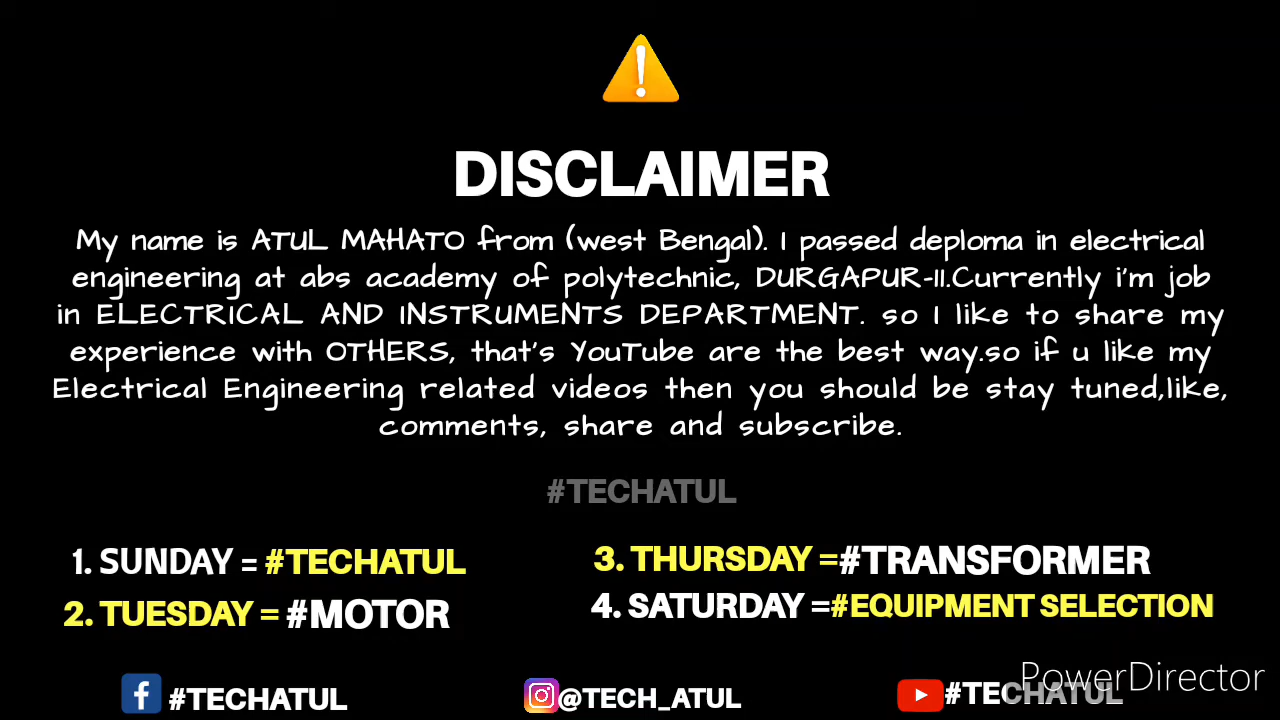 DISCLAIMER
My name is ATUL MAHATO from (west Bengal). I passed deploma in electrical
engineering at abs academy of polytechnic, DURGAPUR-11.Currently i'm job
in ELECTRICAL AND INSTRUMENTS DEPARTMENT. so I like to share my
experience with OTHERS, that's YouTube are the best way.so if u like my
Electrical Engineering related videos then you should be stay tuned,like,
comments, share and subscribe.
#TECHATUL
1. SUNDAY = #TECHATUL
2. TUESDAY = #MOTOR
3. THURSDAY =#TRANSFORMER
4. SATURDAY =#EQUIPMENT SELECTION
#TECHATUL
@TECH_ATUL
#TECHATUL
PowerDirector